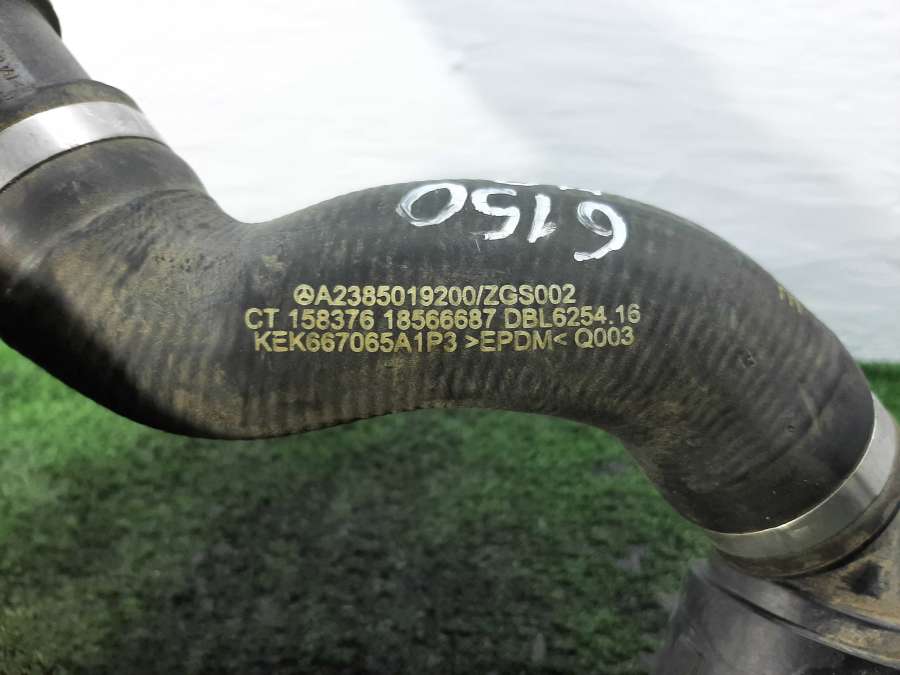 6150
A2385019200/ZGS002
CT 158376 18566687 DBL6254.16
KEK667065A1P3 >EPDM< Q003